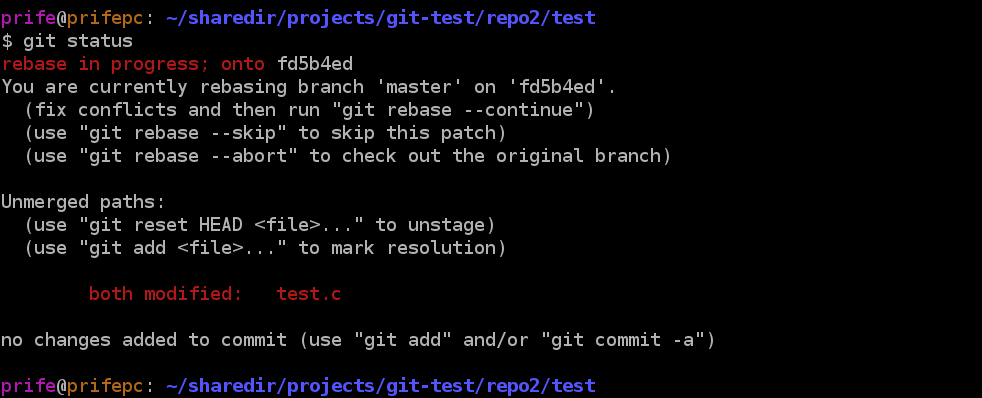 prife@prifepc: ~/sharedir/projects/git-test/repo2/test
$ git status
rebase in progress; onto fd5b4ed
You are currently rebasing branch 'master' on 'fd5b4ed'.
  (fix conflicts and then run "git rebase --continue")
  (use "git rebase --skip" to skip this patch)
  (use "git rebase --abort" to check out the original branch)

Unmerged paths:
  (use "git reset HEAD <file>..." to unstage)
  (use "git add <file>..." to mark resolution)

        both modified:   test.c

no changes added to commit (use "git add" and/or "git commit -a")

prife@prifepc: ~/sharedir/projects/git-test/repo2/test